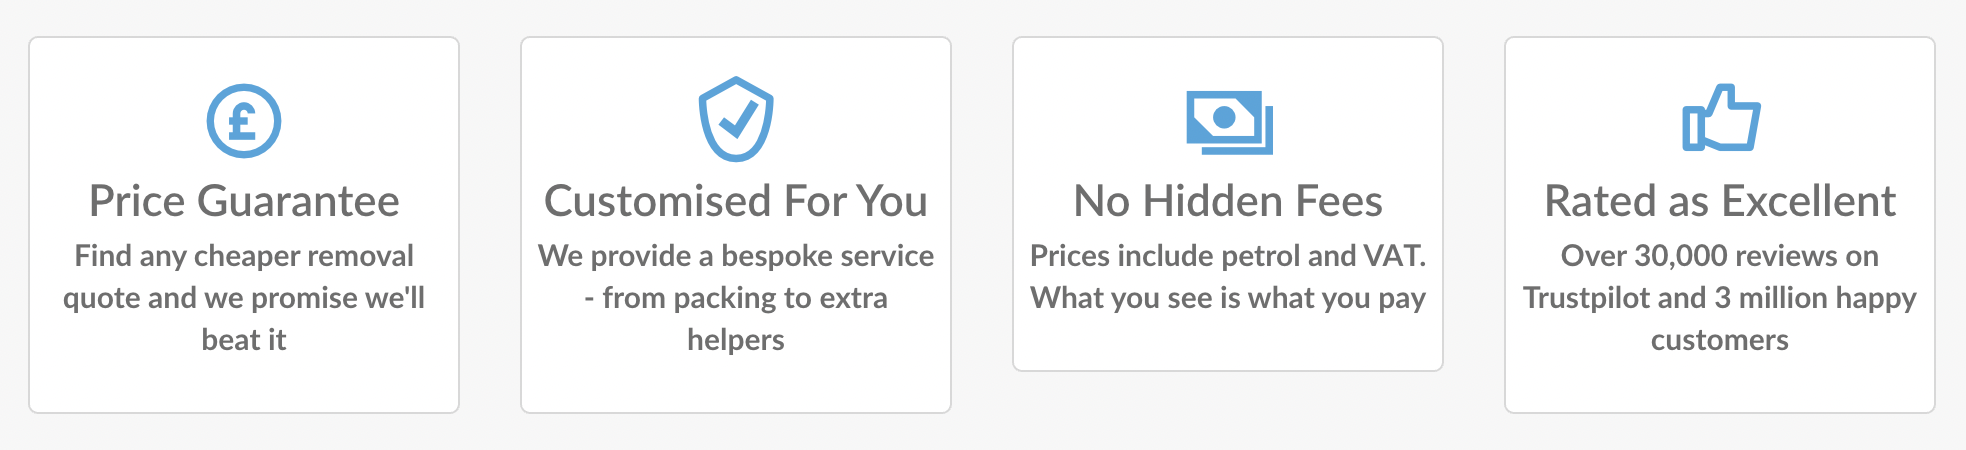 £
Price Guarantee
Find any cheaper removal
quote and we promise we'll
beat it
Customised For You
We provide a bespoke service
- from packing to extra
helpers
No Hidden Fees
Prices include petrol and VAT.
What you see is what you pay
Rated as Excellent
Over 30,000 reviews on
Trustpilot and 3 million happy
customers